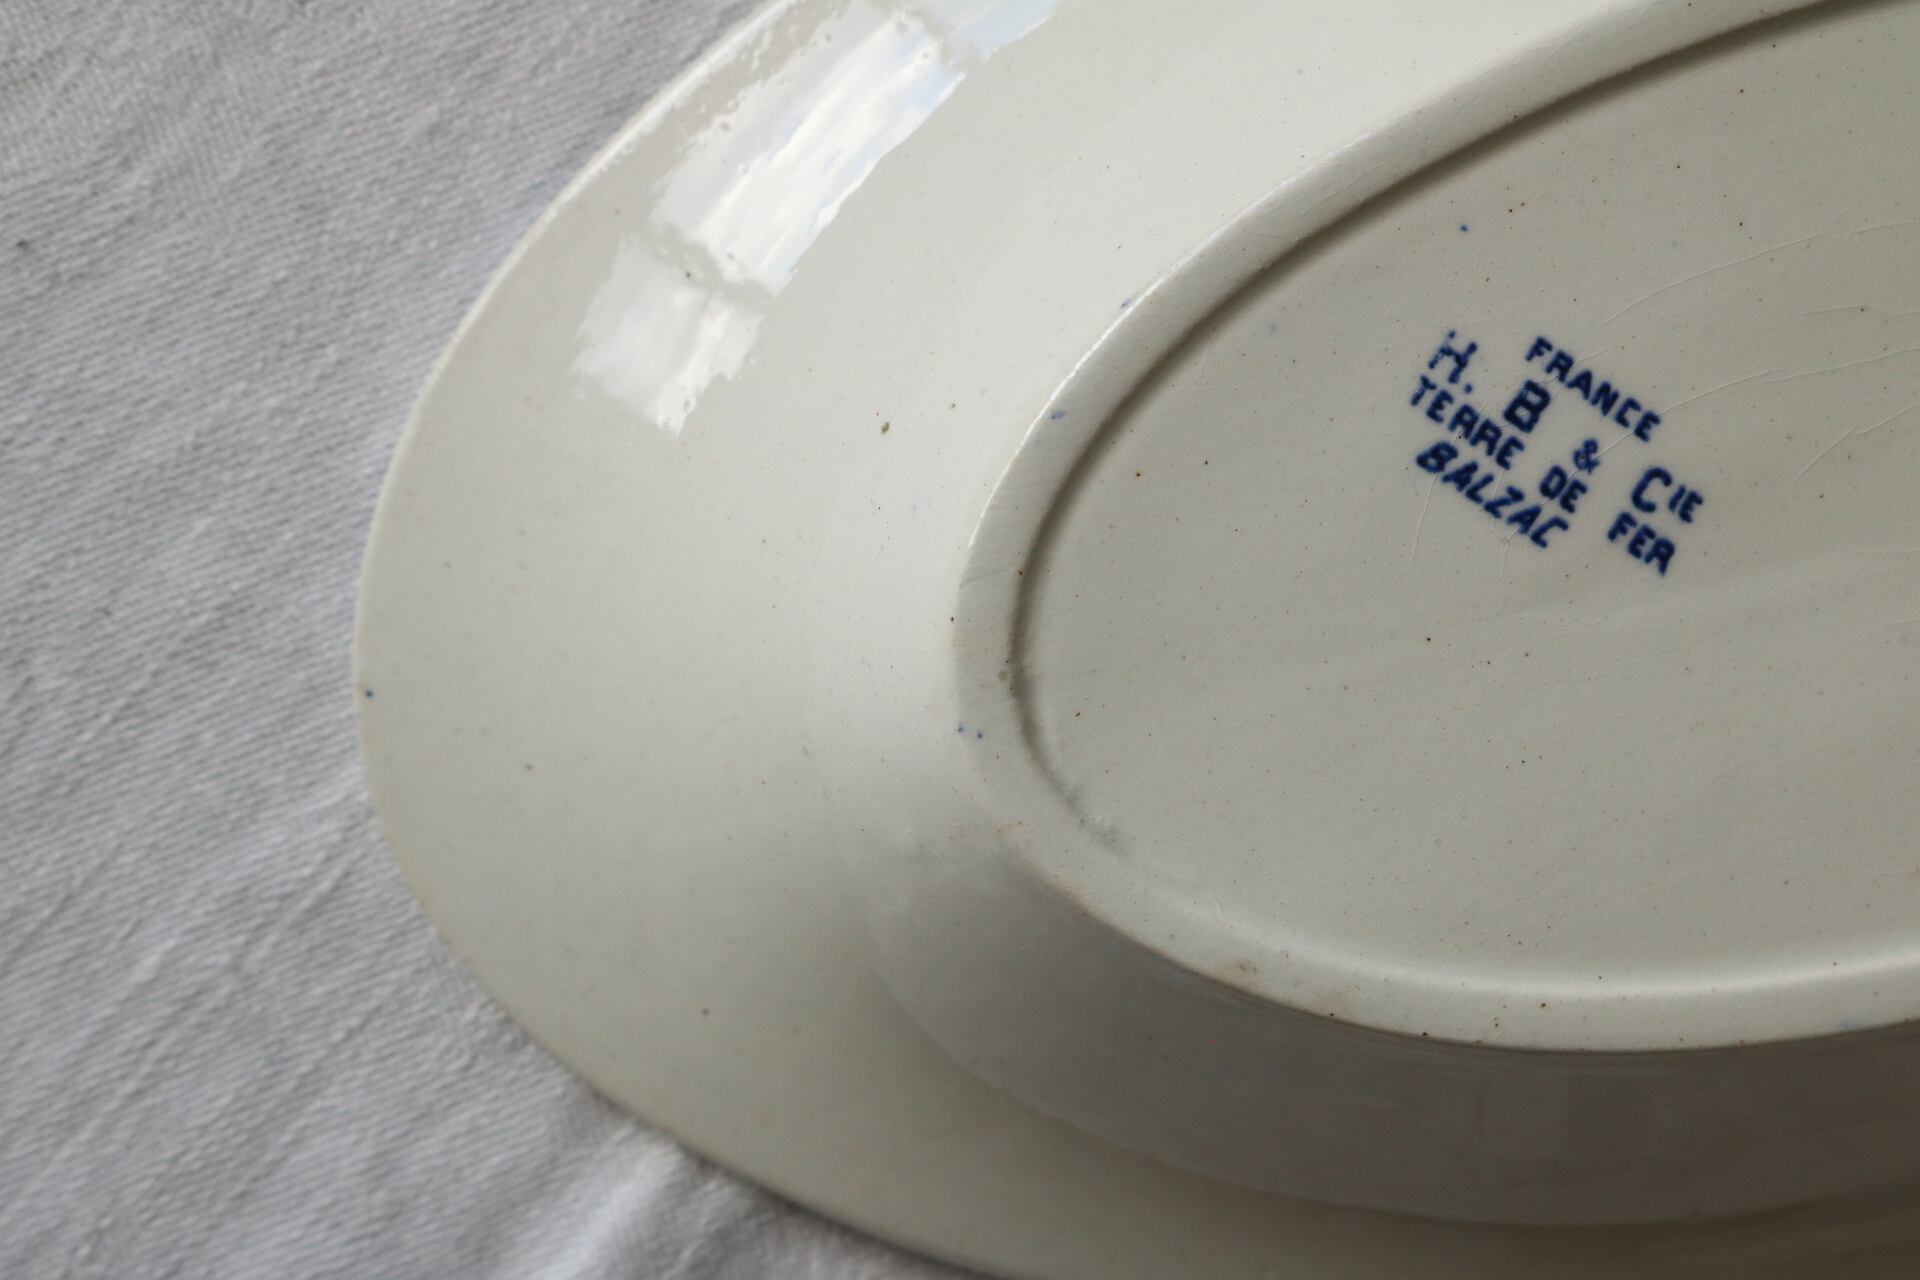 FRANCE
H. B & CIE
TERRE DE FER
BALZAC